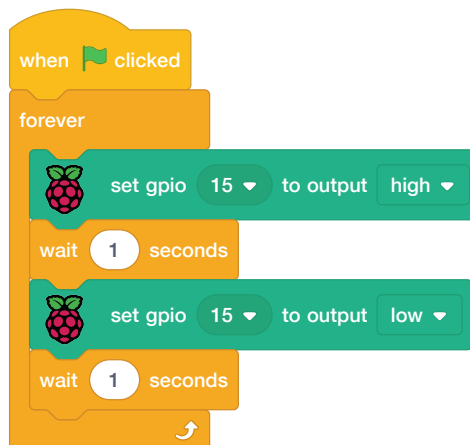 when clicked
forever
set gpio 15 to output high
wait 1 seconds
set gpio 15 to output low
wait 1 seconds